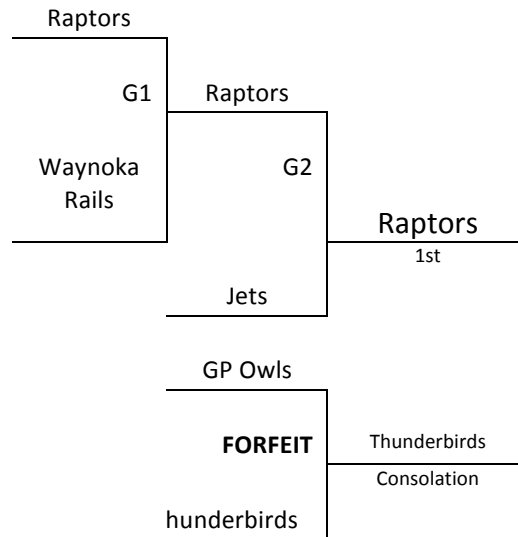 Raptors
G1
Raptors
Waynoka
Rails
G2
Raptors
1st
Jets
GP Owls
FORFEIT
Thunderbirds
Consolation
hunderbirds